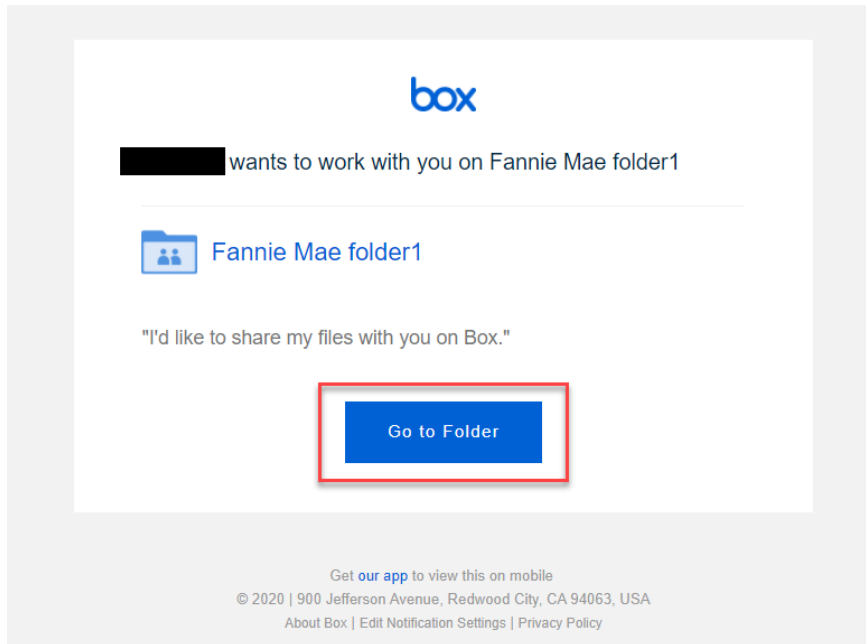 box
wants to work with you on Fannie Mae folder1
Fannie Mae folder1
"I'd like to share my files with you on Box."
Go to Folder
Get our app to view this on mobile
© 2020 | 900 Jefferson Avenue, Redwood City, CA 94063, USA
About Box | Edit Notification Settings | Privacy Policy